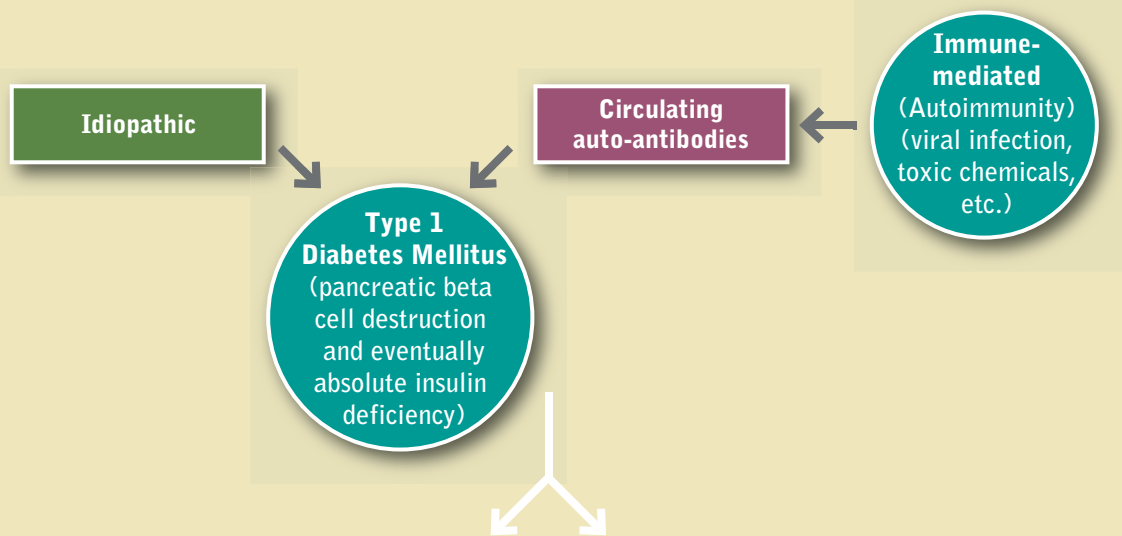 Idiopathic
Circulating
auto-antibodies
Immune-
mediated
(Autoimmunity)
(viral infection,
toxic chemicals,
etc.)
Type 1
Diabetes Mellitus
(pancreatic beta
cell destruction
and eventually
absolute insulin
deficiency)